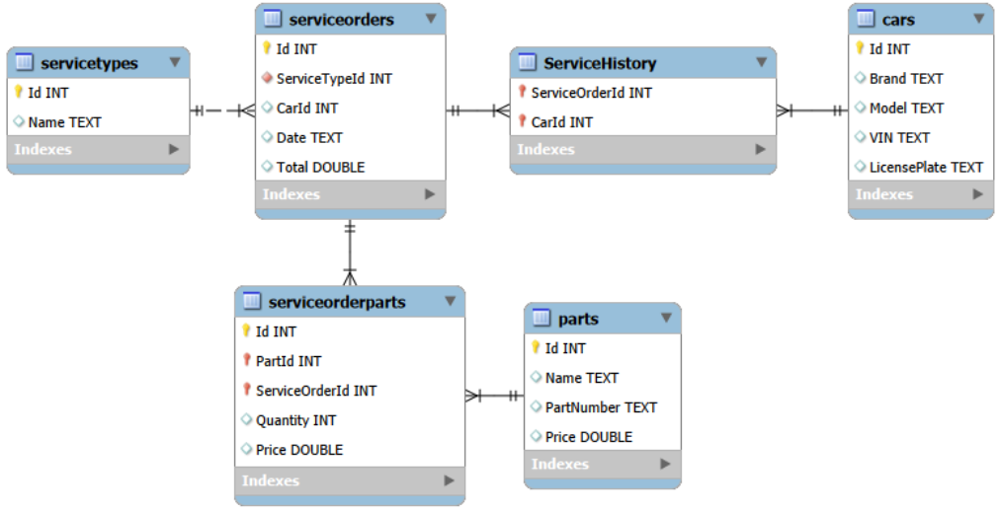 servicetypes
Id INT
Name TEXT
Indexes
serviceorders
Id INT
ServiceTypeId INT
CarId INT
Date TEXT
Total DOUBLE
Indexes
ServiceHistory
ServiceOrderId INT
CarId INT
Indexes
cars
Id INT
Brand TEXT
Model TEXT
VIN TEXT
LicensePlate TEXT
Indexes
serviceorderparts
Id INT
PartId INT
ServiceOrderId INT
Quantity INT
Price DOUBLE
Indexes
parts
Id INT
Name TEXT
PartNumber TEXT
Price DOUBLE
Indexes